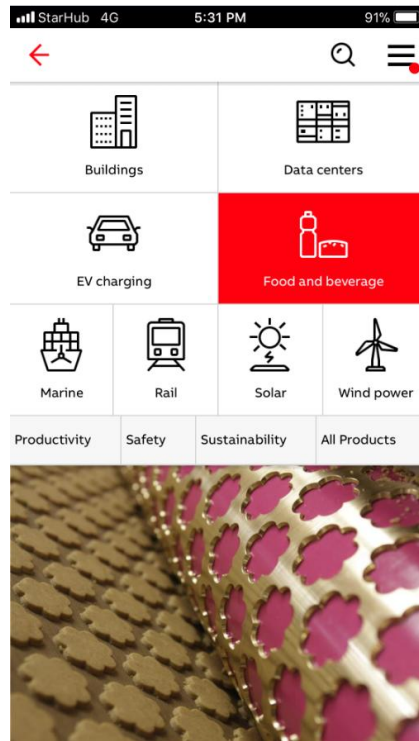 StarHub 4G 5:31 PM 91%
Buildings Data centers
EV charging Food and beverage
Marine Rail Solar Wind power
Productivity Safety Sustainability All Products